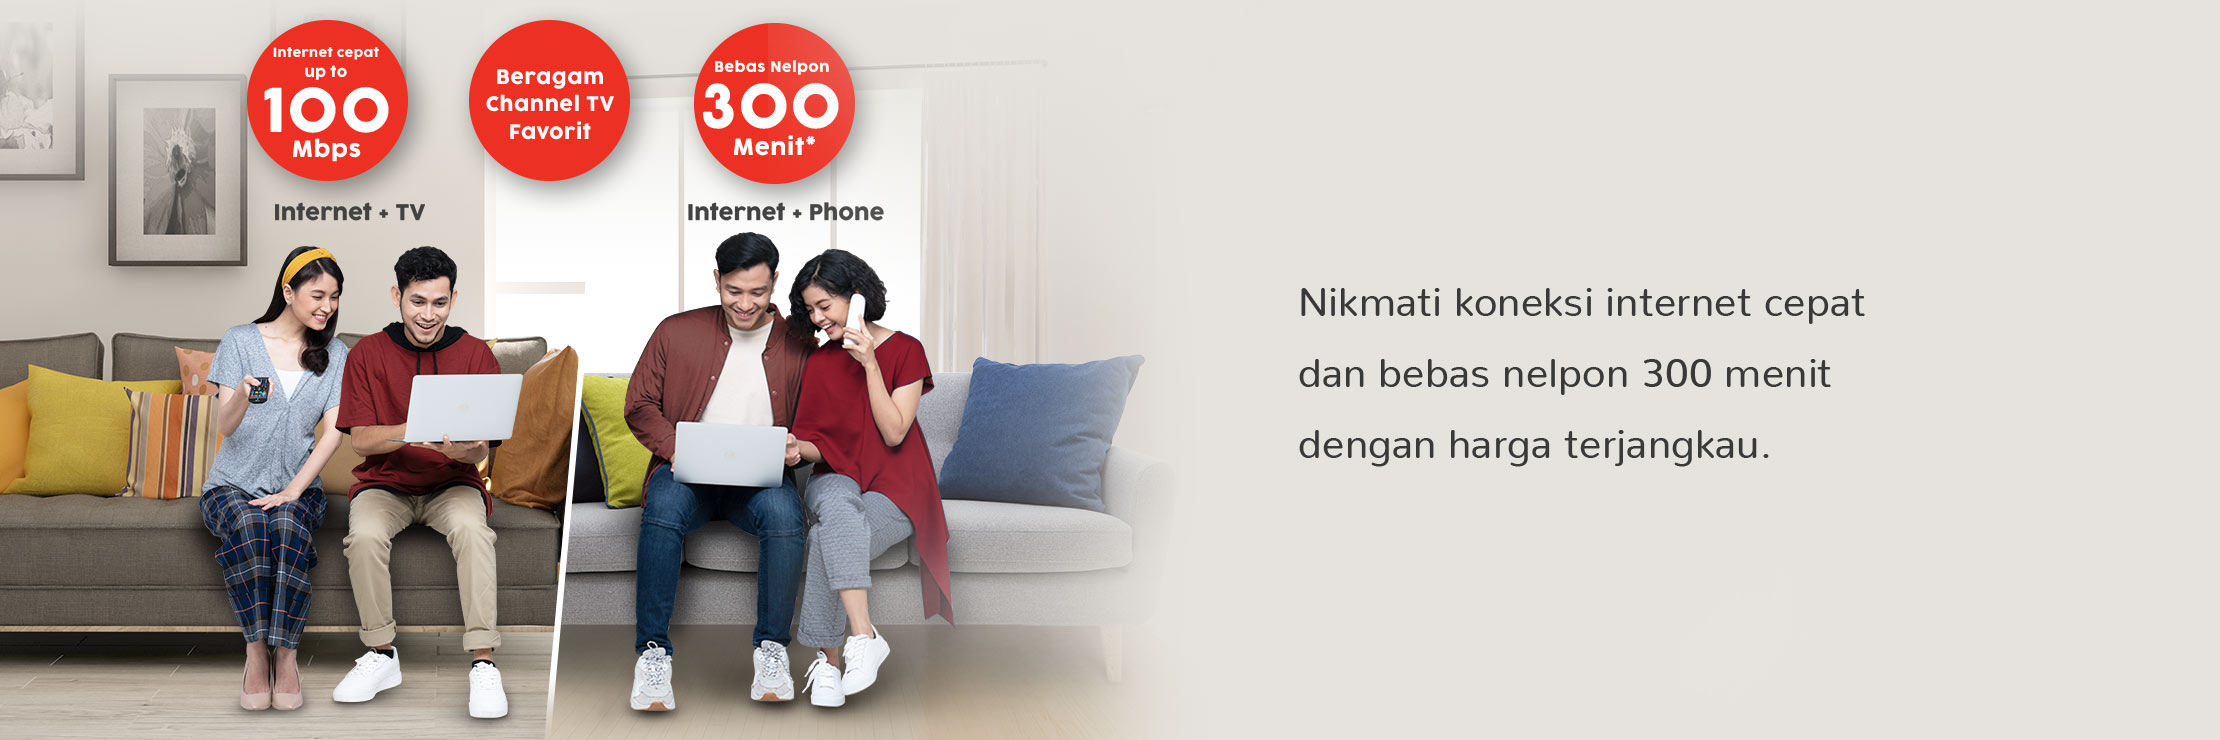 Internet cepat
up to
100
Mbps
Beragam
Channel TV
Favorit
Bebas Nelpon
300
Menit*
Internet + TV
Internet + Phone
Nikmati koneksi internet cepat
dan bebas nelpon 300 menit
dengan harga terjangkau.